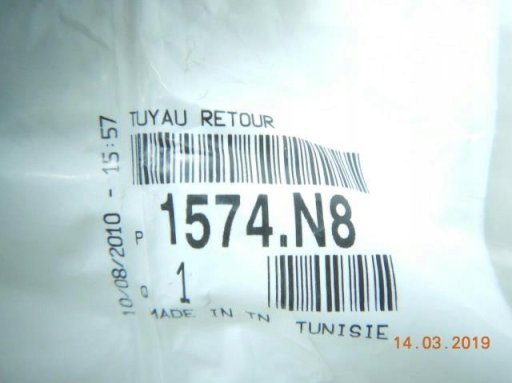 TUYAU RETOUR
P 1574.N8
Q 1
MADE IN TN TUNISIE
10/08/2010 - 15:57
14.03.2019